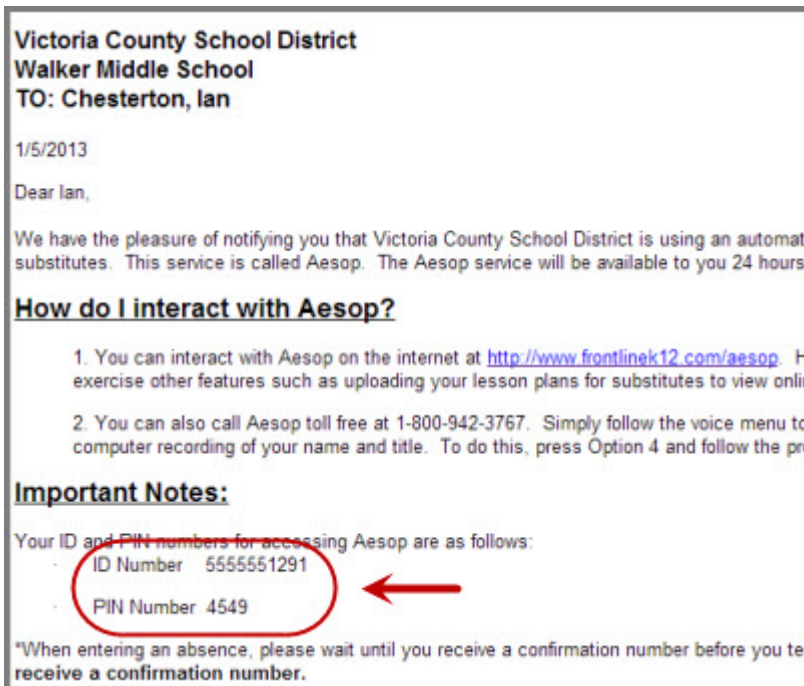 Victoria County School District
Walker Middle School
TO: Chesterton, Ian
1/5/2013
Dear Ian,
We have the pleasure of notifying you that Victoria County School District is using an automat
substitutes. This service is called Aesop. The Aesop service will be available to you 24 hours
How do I interact with Aesop?
1. You can interact with Aesop on the internet at http://www.frontlinek12.com/aesop. H
exercise other features such as uploading your lesson plans for substitutes to view onli
2. You can also call Aesop toll free at 1-800-942-3767. Simply follow the voice menu to
computer recording of your name and title. To do this, press Option 4 and follow the pr
Important Notes:
Your ID and PIN numbers for accessing Aesop are as follows:
· ID Number 5555551291
· PIN Number 4549
*When entering an absence, please wait until you receive a confirmation number before you te
receive a confirmation number.